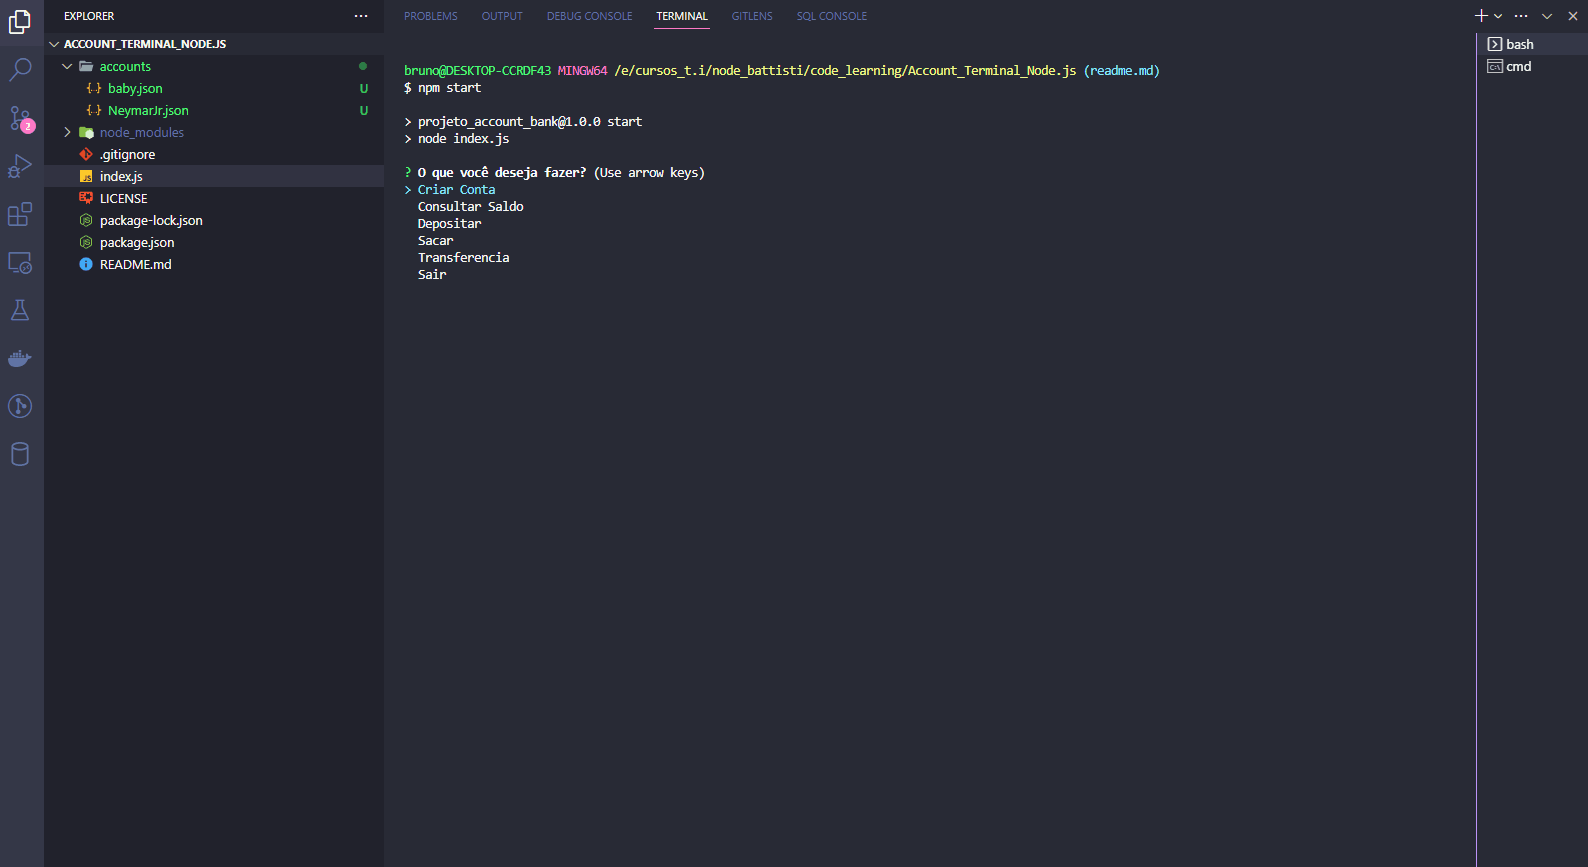 EXPLORER
ACCOUNT_TERMINAL_NODE.JS
accounts
baby.json U
NeymarJr.json U
node_modules
.gitignore
index.js
LICENSE
package-lock.json
package.json
README.md
2
PROBLEMS OUTPUT DEBUG CONSOLE TERMINAL GITLENS SQL CONSOLE
bruno@DESKTOP-CCRDF43 MINGW64 /e/cursos_t.i/node_battisti/code_learning/Account_Terminal_Node.js (readme.md)
$ npm start
> projeto_account_bank@1.0.0 start
> node index.js
? O que você deseja fazer? (Use arrow keys)
> Criar Conta
Consultar Saldo
Depositar
Sacar
Transferencia
Sair
bash
cmd